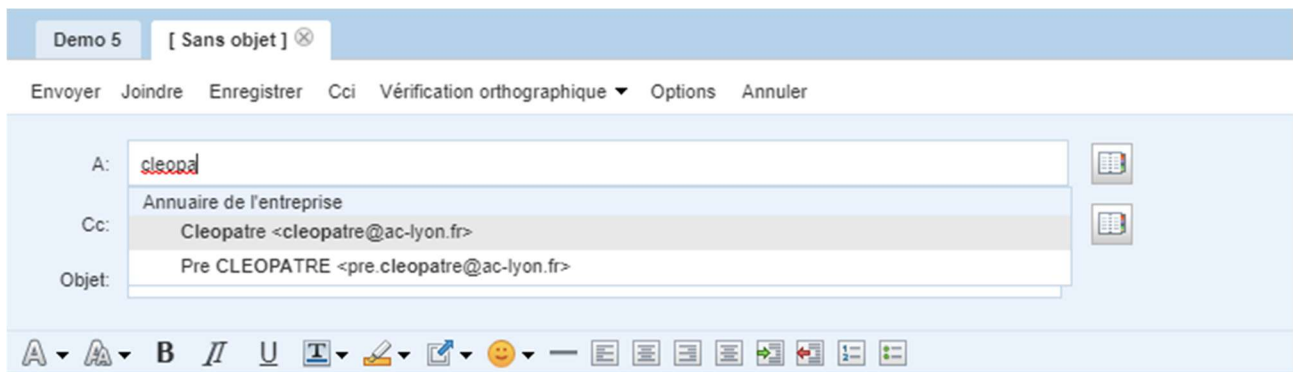 Demo 5 [ Sans objet ]
Envoyer Joindre Enregistrer Cci Vérification orthographique Options Annuler
A: cleopa
Annuaire de l'entreprise
Cc: Cleopatre <cleopatre@ac-lyon.fr>
Pre CLEOPATRE <pre.cleopatre@ac-lyon.fr>
Objet: